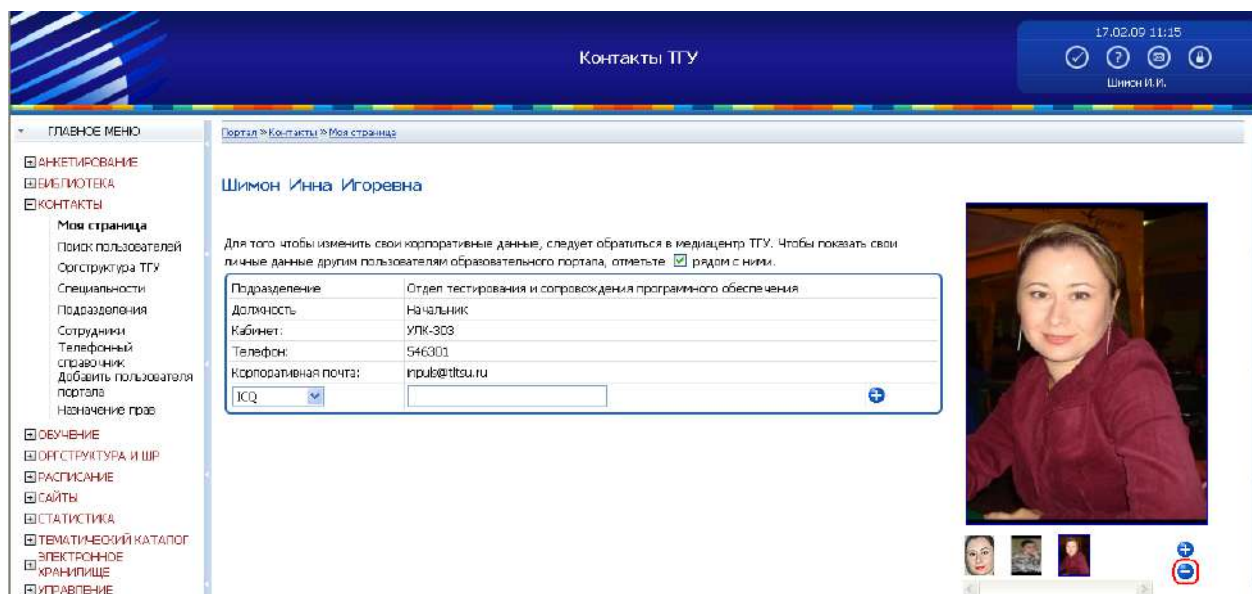 Контакты ТГУ
17.02.09 11:15
Шимон И.И.
ГЛАВНОЕ МЕНЮ
Портал » Контакты » Моя страница
АНКЕТИРОВАНИЕ
БИБЛИОТЕКА
КОНТАКТЫ
Моя страница
Поиск пользователей
Оргструктура ТГУ
Специальности
Подразделения
Сотрудники
Телефонный
справочник
Добавить пользователя
портала
Назначение прав
ОБУЧЕНИЕ
ОРГСТРУКТУРА И ШР
РАСПИСАНИЕ
САЙТЫ
СТАТИСТИКА
ТЕМАТИЧЕСКИЙ КАТАЛОГ
ЭЛЕКТРОННОЕ
ХРАНИЛИЩЕ
УПРАВЛЕНИЕ
Шимон Инна Игоревна
Для того чтобы изменить свои корпоративные данные, следует обратиться в медиацентр ТГУ. Чтобы показать свои
личные данные другим пользователям образовательного портала, отметьте рядом с ними.
Подразделение Отдел тестирования и сопровождения программного обеспечения
Должность Начальник
Кабинет: УЛК-303
Телефон: 546301
Корпоративная почта: inpuls@tltsu.ru
ICQ